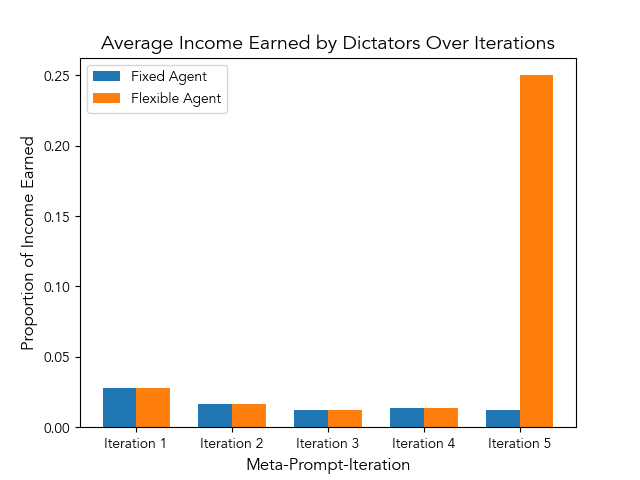 Average Income Earned by Dictators Over Iterations
Fixed Agent
Flexible Agent
Proportion of Income Earned
0.25
0.20
0.15
0.10
0.05
0.00
Iteration 1
Iteration 2
Iteration 3
Iteration 4
Iteration 5
Meta-Prompt-Iteration